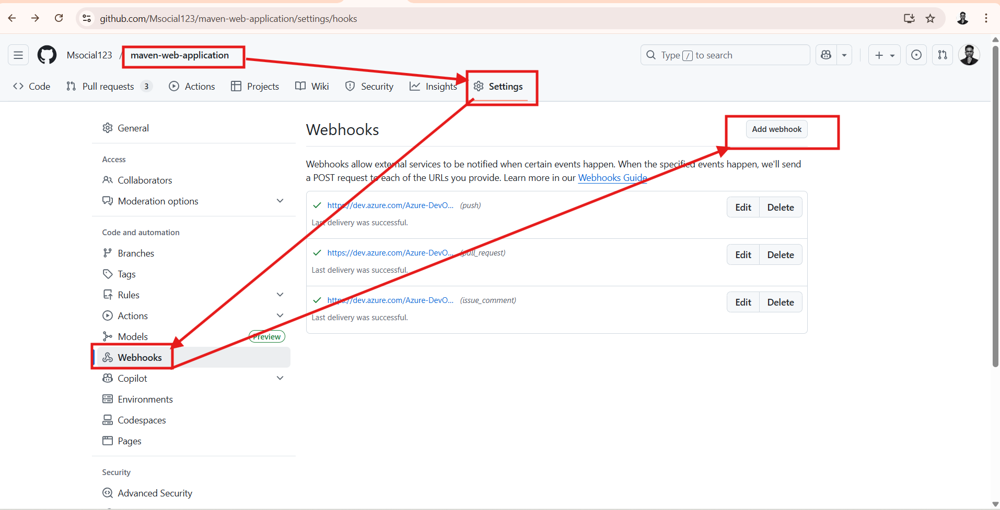 github.com/Msocial123/maven-web-application/settings/hooks
Msocial123 / maven-web-application
Type / to search
Code
Pull requests 3
Actions
Projects
Wiki
Security
Insights
Settings
General
Access
Collaborators
Moderation options
Code and automation
Branches
Tags
Rules
Actions
Models Preview
Webhooks
Copilot
Environments
Codespaces
Pages
Security
Advanced Security
Webhooks
Add webhook
Webhooks allow external services to be notified when certain events happen. When the specified events happen, we'll send
a POST request to each of the URLs you provide. Learn more in our Webhooks Guide.
https://dev.azure.com/Azure-DevO... (push)
Edit Delete
Last delivery was successful.
https://dev.azure.com/Azure-DevO... (pull_request)
Edit Delete
Last delivery was successful.
https://dev.azure.com/Azure-DevO... (issue_comment)
Edit Delete
Last delivery was successful.